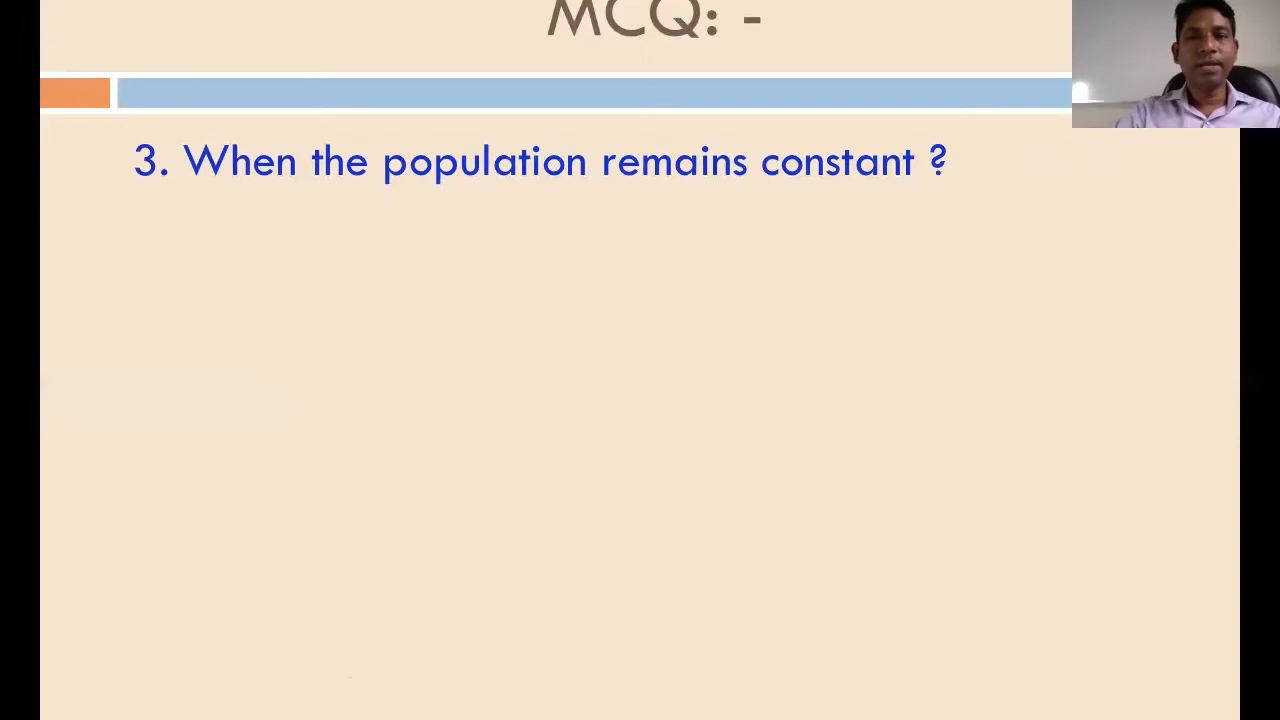 MCQ: -
3. When the population remains constant ?